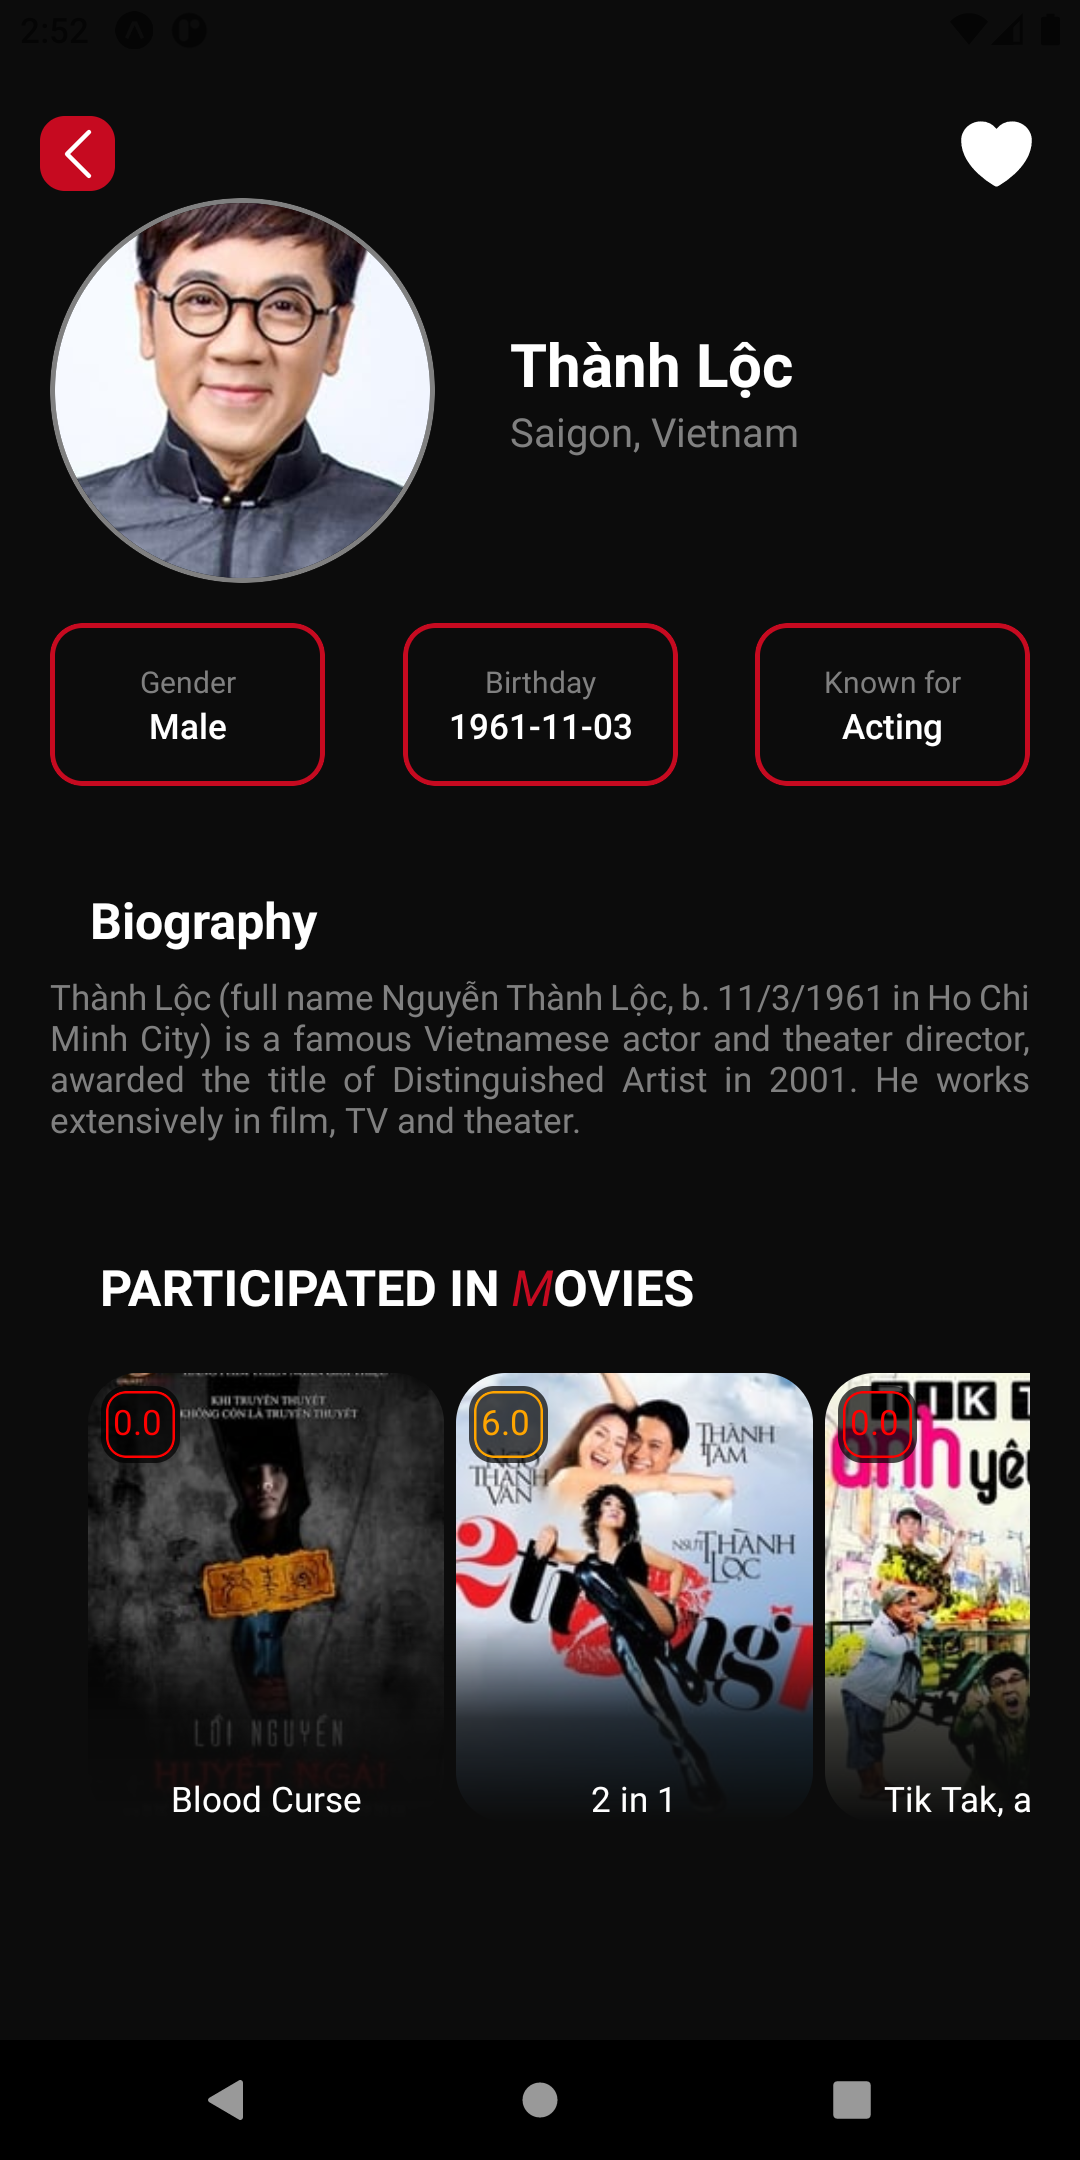 2:52
Thành Lộc
Saigon, Vietnam
Gender
Male
Birthday
1961-11-03
Known for
Acting
Biography
Thành Lộc (full name Nguyễn Thành Lộc, b. 11/3/1961 in Ho Chi
Minh City) is a famous Vietnamese actor and theater director,
awarded the title of Distinguished Artist in 2001. He works
extensively in film, TV and theater.
PARTICIPATED IN MOVIES
0.0
KHI TRUYỀN THUYẾT
KHÔNG CÒN LÀ TRUYỀN THUYẾT
LỜI NGUYỀN
HUYẾT NGẢI
Blood Curse
6.0
NGÔ
THANH
VÂN
THÀNH
TAM
NSƯT THÀNH
LỘC
2 trong 1
2 in 1
0.0
TIK T
anh yê
Tik Tak, a